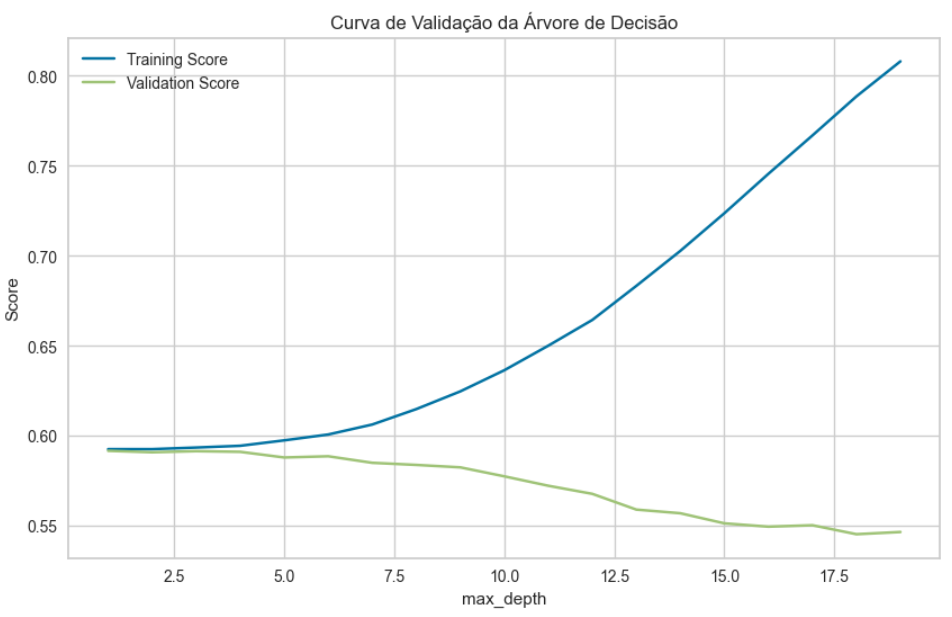 Curva de Validação da Árvore de Decisão
Training Score
Validation Score
0.80
0.75
0.70
0.65
0.60
0.55
Score
2.5 5.0 7.5 10.0 12.5 15.0 17.5
max_depth